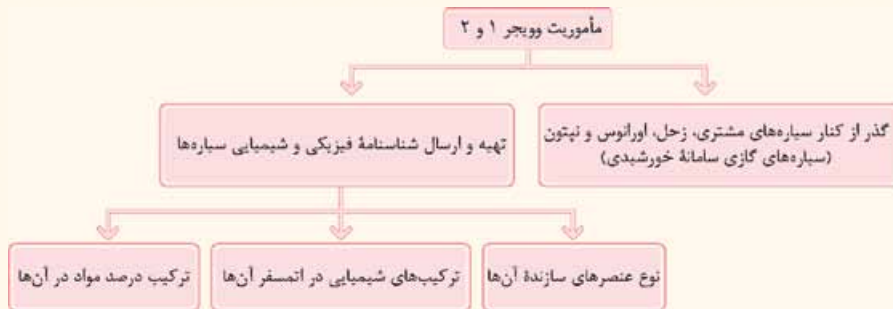 مأموریت وویجر ۱ و ۲
گذر از کنار سیاره‌های مشتری، زحل، اورانوس و نپتون
(سیاره‌های گازی سامانهٔ خورشیدی)
تهیه و ارسال شناسنامهٔ فیزیکی و شیمیایی سیاره‌ها
نوع عنصرهای سازندهٔ آن‌ها
ترکیب‌های شیمیایی در اتمسفر آن‌ها
ترکیب درصد مواد در آن‌ها